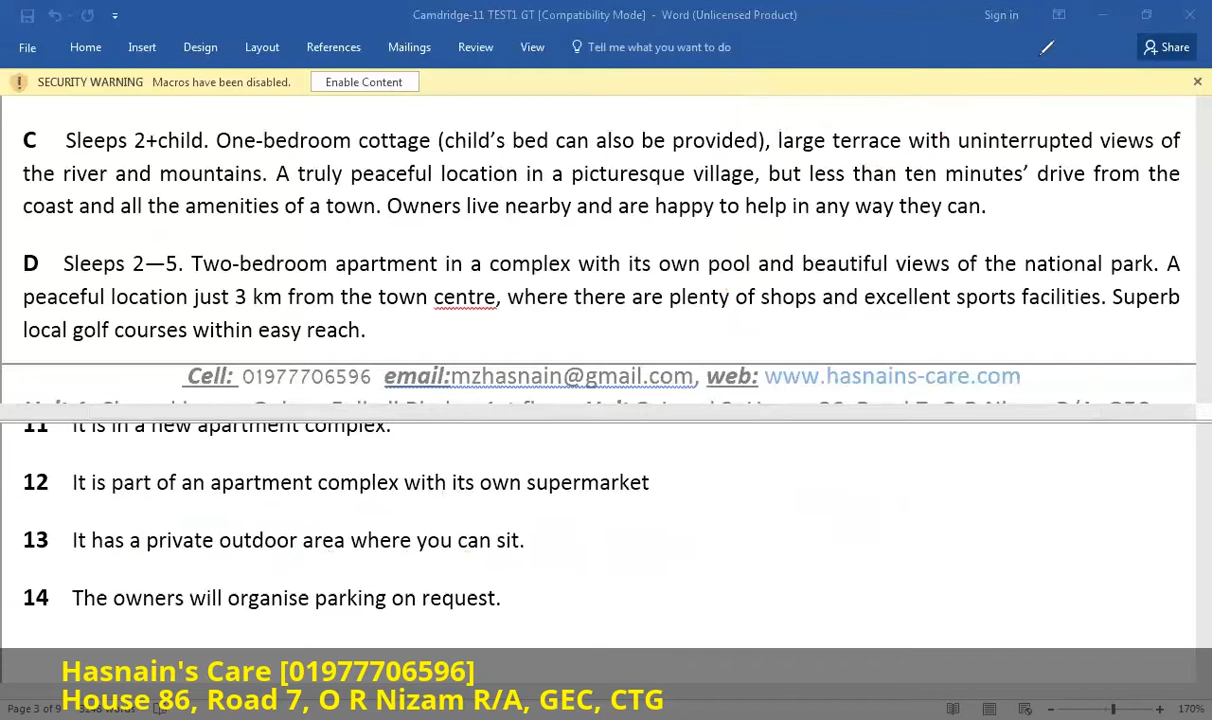 Camdridge-11 TEST1 GT [Compatibility Mode] - Word (Unlicensed Product)
Sign in
File Home Insert Design Layout References Mailings Review View Tell me what you want to do Share
SECURITY WARNING Macros have been disabled. Enable Content
C Sleeps 2+child. One-bedroom cottage (child's bed can also be provided), large terrace with uninterrupted views of
the river and mountains. A truly peaceful location in a picturesque village, but less than ten minutes' drive from the
coast and all the amenities of a town. Owners live nearby and are happy to help in any way they can.
D Sleeps 2—5. Two-bedroom apartment in a complex with its own pool and beautiful views of the national park. A
peaceful location just 3 km from the town centre, where there are plenty of shops and excellent sports facilities. Superb
local golf courses within easy reach.
Cell: 01977706596 email:mzhasnain@gmail.com, web: www.hasnains-care.com
11 It is in a new apartment complex.
12 It is part of an apartment complex with its own supermarket
13 It has a private outdoor area where you can sit.
14 The owners will organise parking on request.
Hasnain's Care [01977706596]
House 86, Road 7, O R Nizam R/A, GEC, CTG
Page 3 of 9
170%